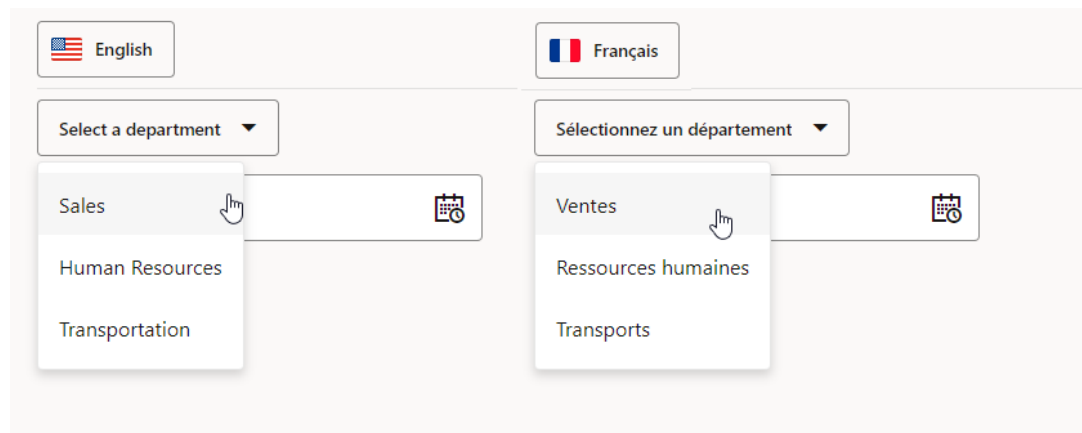 English
Select a department
Sales
Human Resources
Transportation
Français
Sélectionnez un département
Ventes
Ressources humaines
Transports